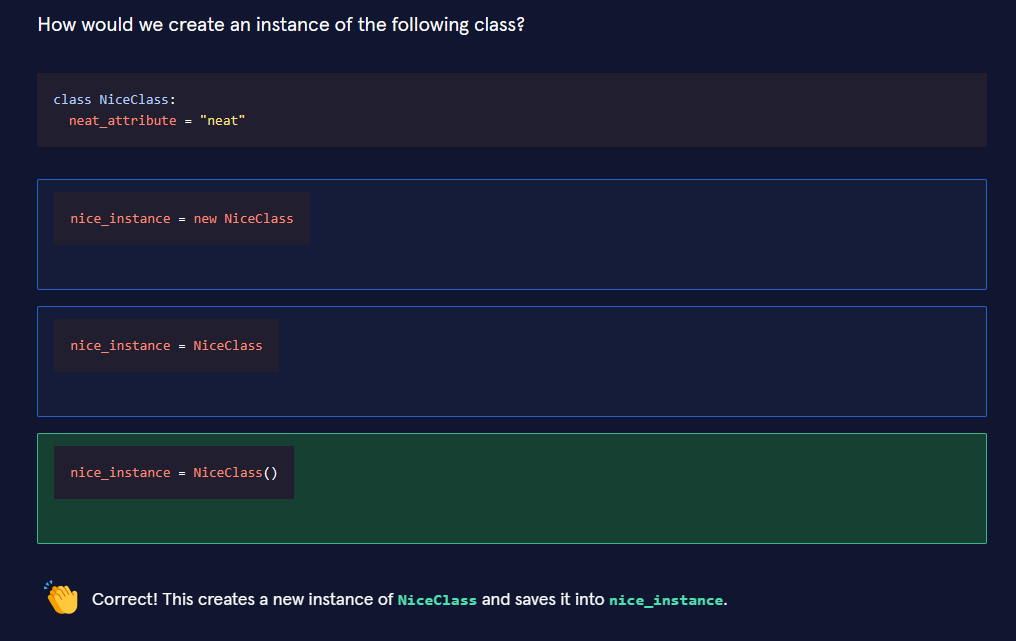 How would we create an instance of the following class?
class NiceClass:
  neat_attribute = "neat"
nice_instance = new NiceClass
nice_instance = NiceClass
nice_instance = NiceClass()
Correct! This creates a new instance of NiceClass and saves it into nice_instance.